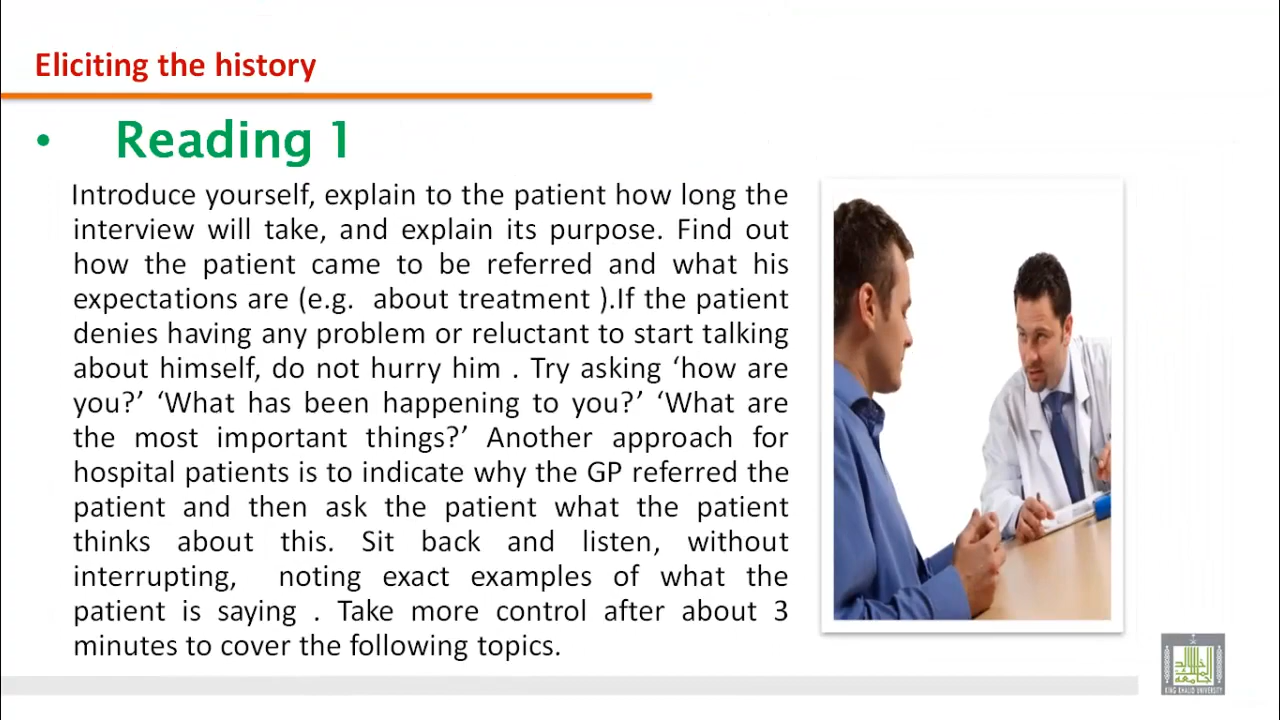 Eliciting the history
• Reading 1
Introduce yourself, explain to the patient how long the
interview will take, and explain its purpose. Find out
how the patient came to be referred and what his
expectations are (e.g. about treatment ).If the patient
denies having any problem or reluctant to start talking
about himself, do not hurry him . Try asking ‘how are
you?’ ‘What has been happening to you?’ ‘What are
the most important things?’ Another approach for
hospital patients is to indicate why the GP referred the
patient and then ask the patient what the patient
thinks about this. Sit back and listen, without
interrupting, noting exact examples of what the
patient is saying . Take more control after about 3
minutes to cover the following topics.
KING KHALID UNIVERSITY